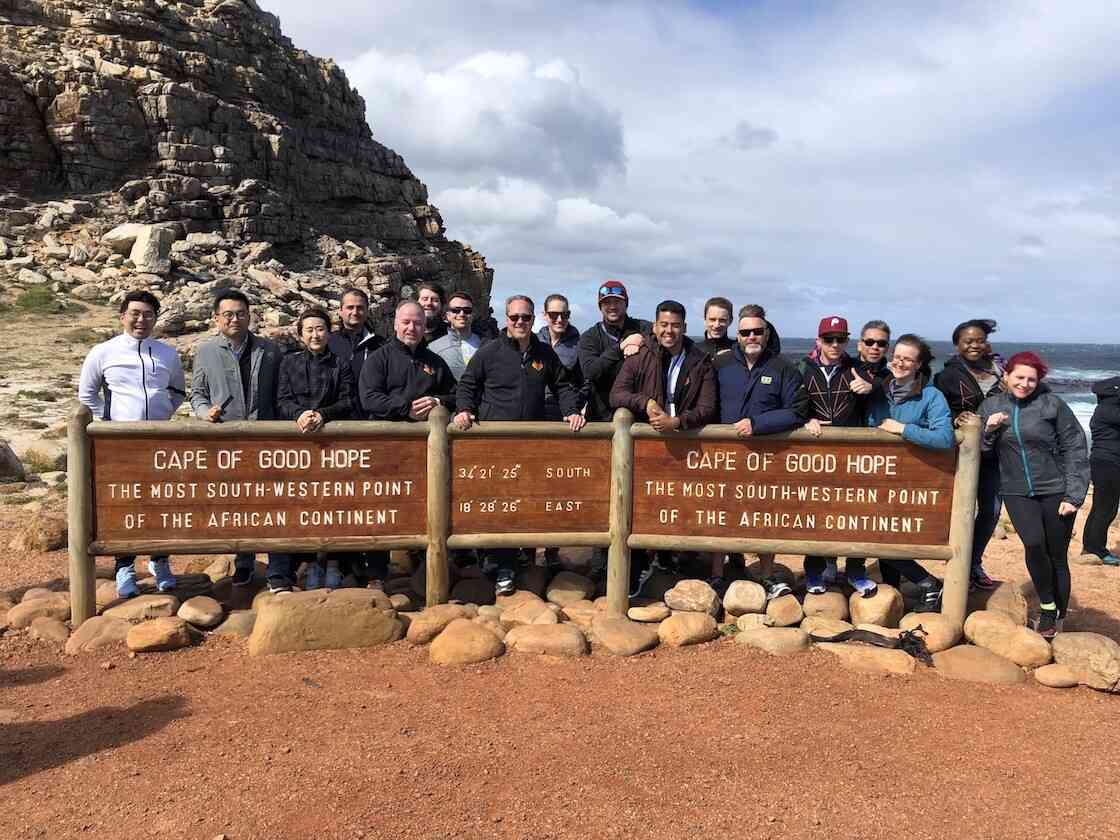 CAPE OF GOOD HOPE
THE MOST SOUTH-WESTERN POINT
OF THE AFRICAN CONTINENT
34° 21' 25" SOUTH
18° 28' 26" EAST
CAPE OF GOOD HOPE
THE MOST SOUTH-WESTERN POINT
OF THE AFRICAN CONTINENT